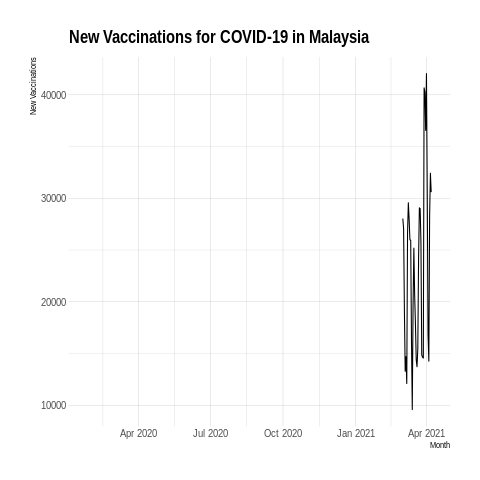 New Vaccinations for COVID-19 in Malaysia
New Vaccinations
40000
30000
20000
10000
Apr 2020
Jul 2020
Oct 2020
Jan 2021
Apr 2021
Month